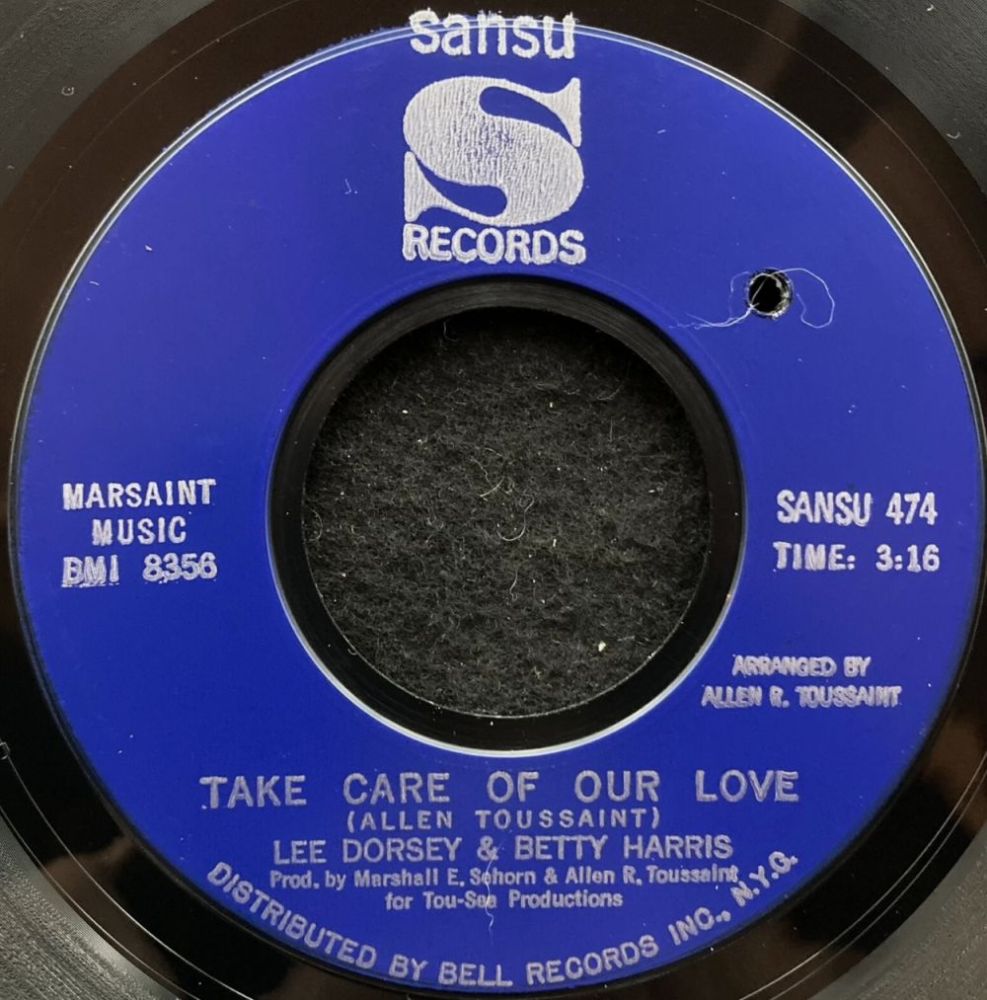 sansu
S
RECORDS
MARSAINT
MUSIC
BMI 8356
SANSU 474
TIME: 3:16
ARRANGED BY
ALLEN R. TOUSSAINT
TAKE CARE OF OUR LOVE
(ALLEN TOUSSAINT)
LEE DORSEY & BETTY HARRIS
Prod. by Marshall E. Sehorn & Allen R. Toussaint
for Tou-Sea Productions
DISTRIBUTED BY BELL RECORDS INC., N.Y.C.